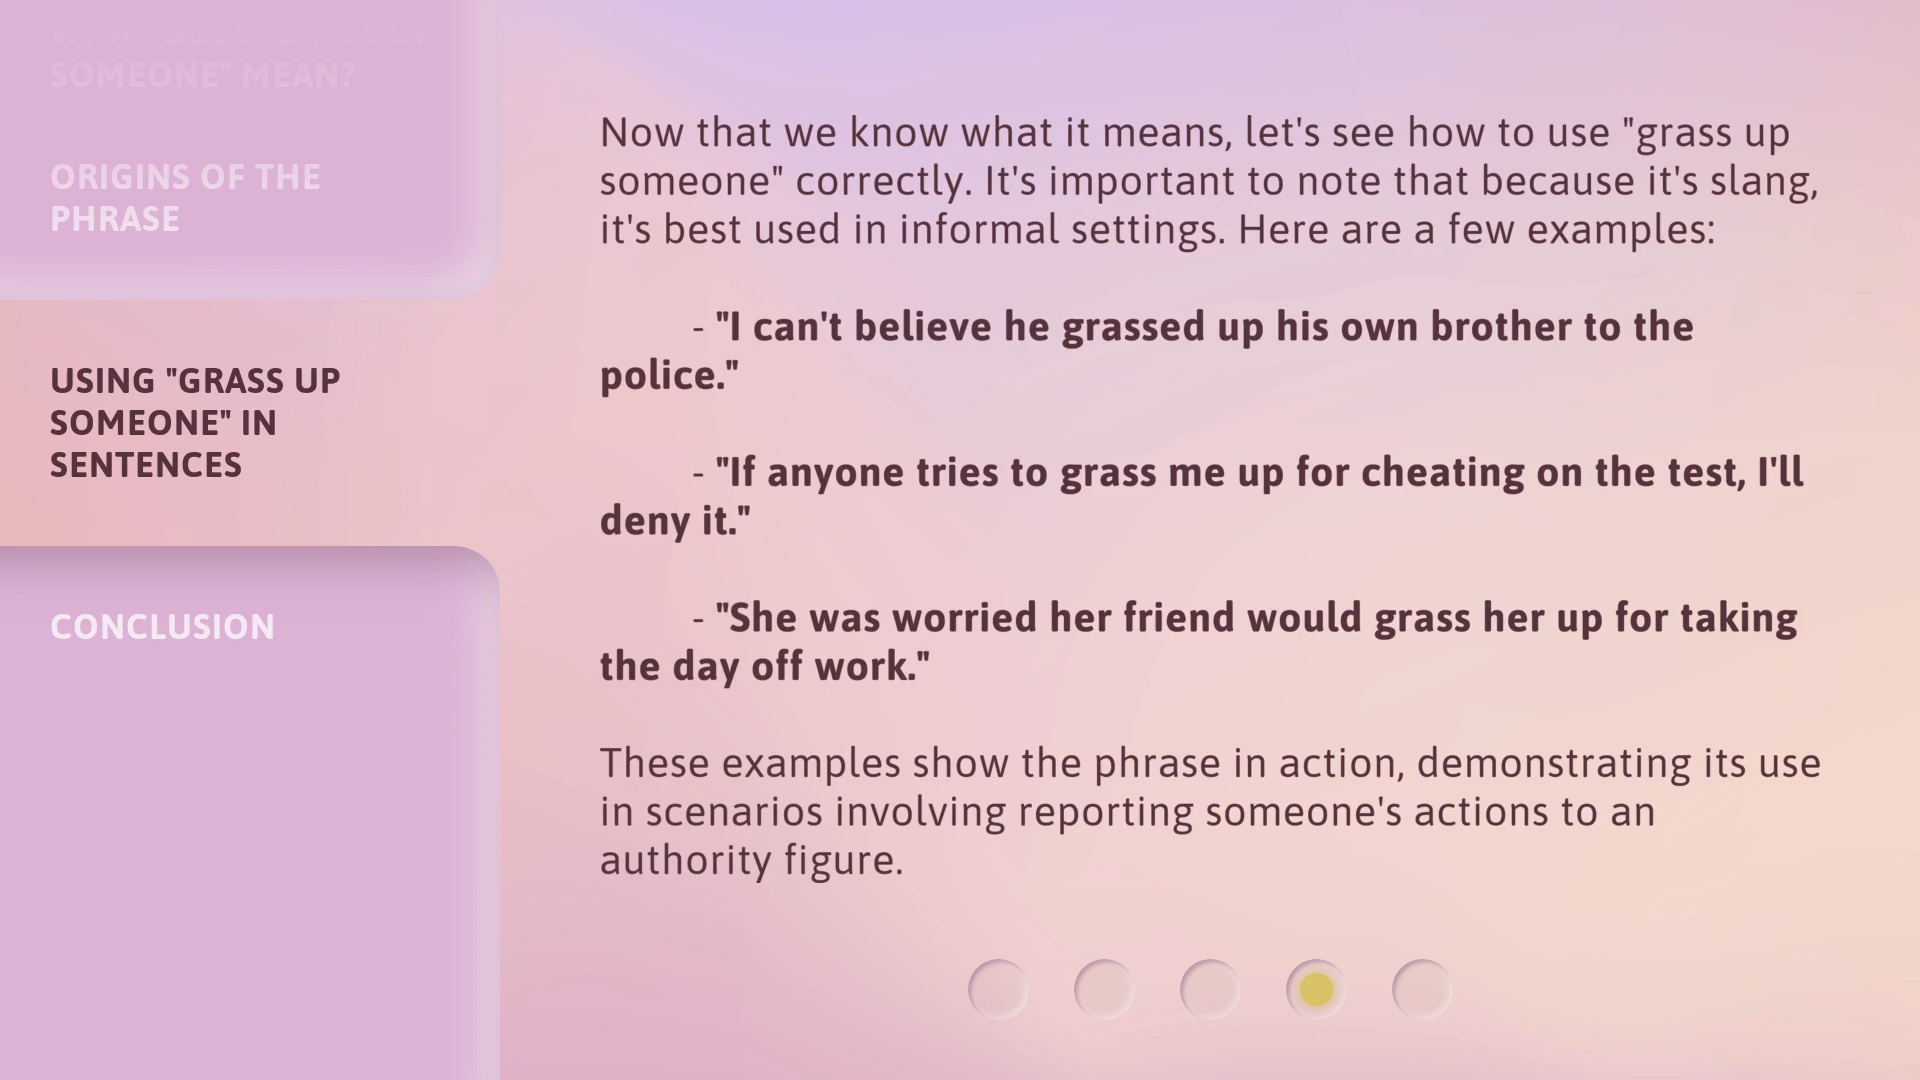 WHAT DOES "GRASS UP
SOMEONE" MEAN?
ORIGINS OF THE
PHRASE
USING "GRASS UP
SOMEONE" IN
SENTENCES
CONCLUSION
Now that we know what it means, let's see how to use "grass up
someone" correctly. It's important to note that because it's slang,
it's best used in informal settings. Here are a few examples:
- "I can't believe he grassed up his own brother to the
police."
- "If anyone tries to grass me up for cheating on the test, I'll
deny it."
- "She was worried her friend would grass her up for taking
the day off work."
These examples show the phrase in action, demonstrating its use
in scenarios involving reporting someone's actions to an
authority figure.